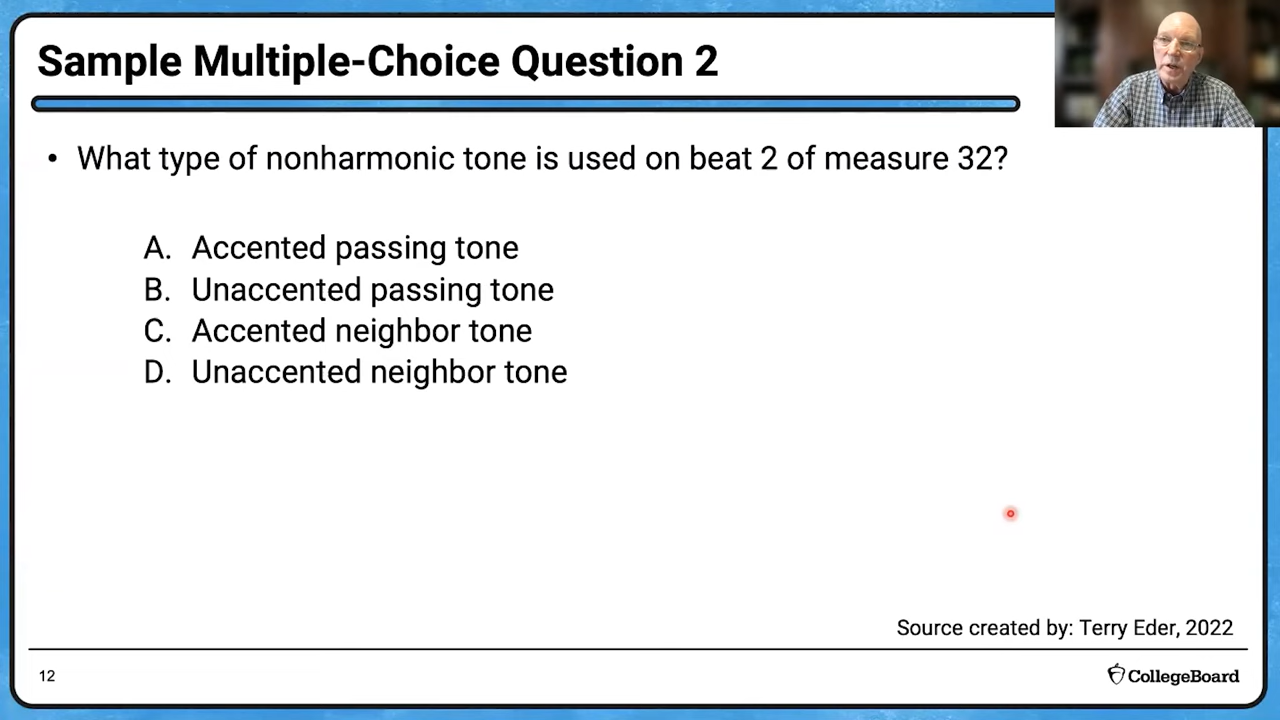 Sample Multiple-Choice Question 2
• What type of nonharmonic tone is used on beat 2 of measure 32?
A. Accented passing tone
B. Unaccented passing tone
C. Accented neighbor tone
D. Unaccented neighbor tone
Source created by: Terry Eder, 2022
12
CollegeBoard